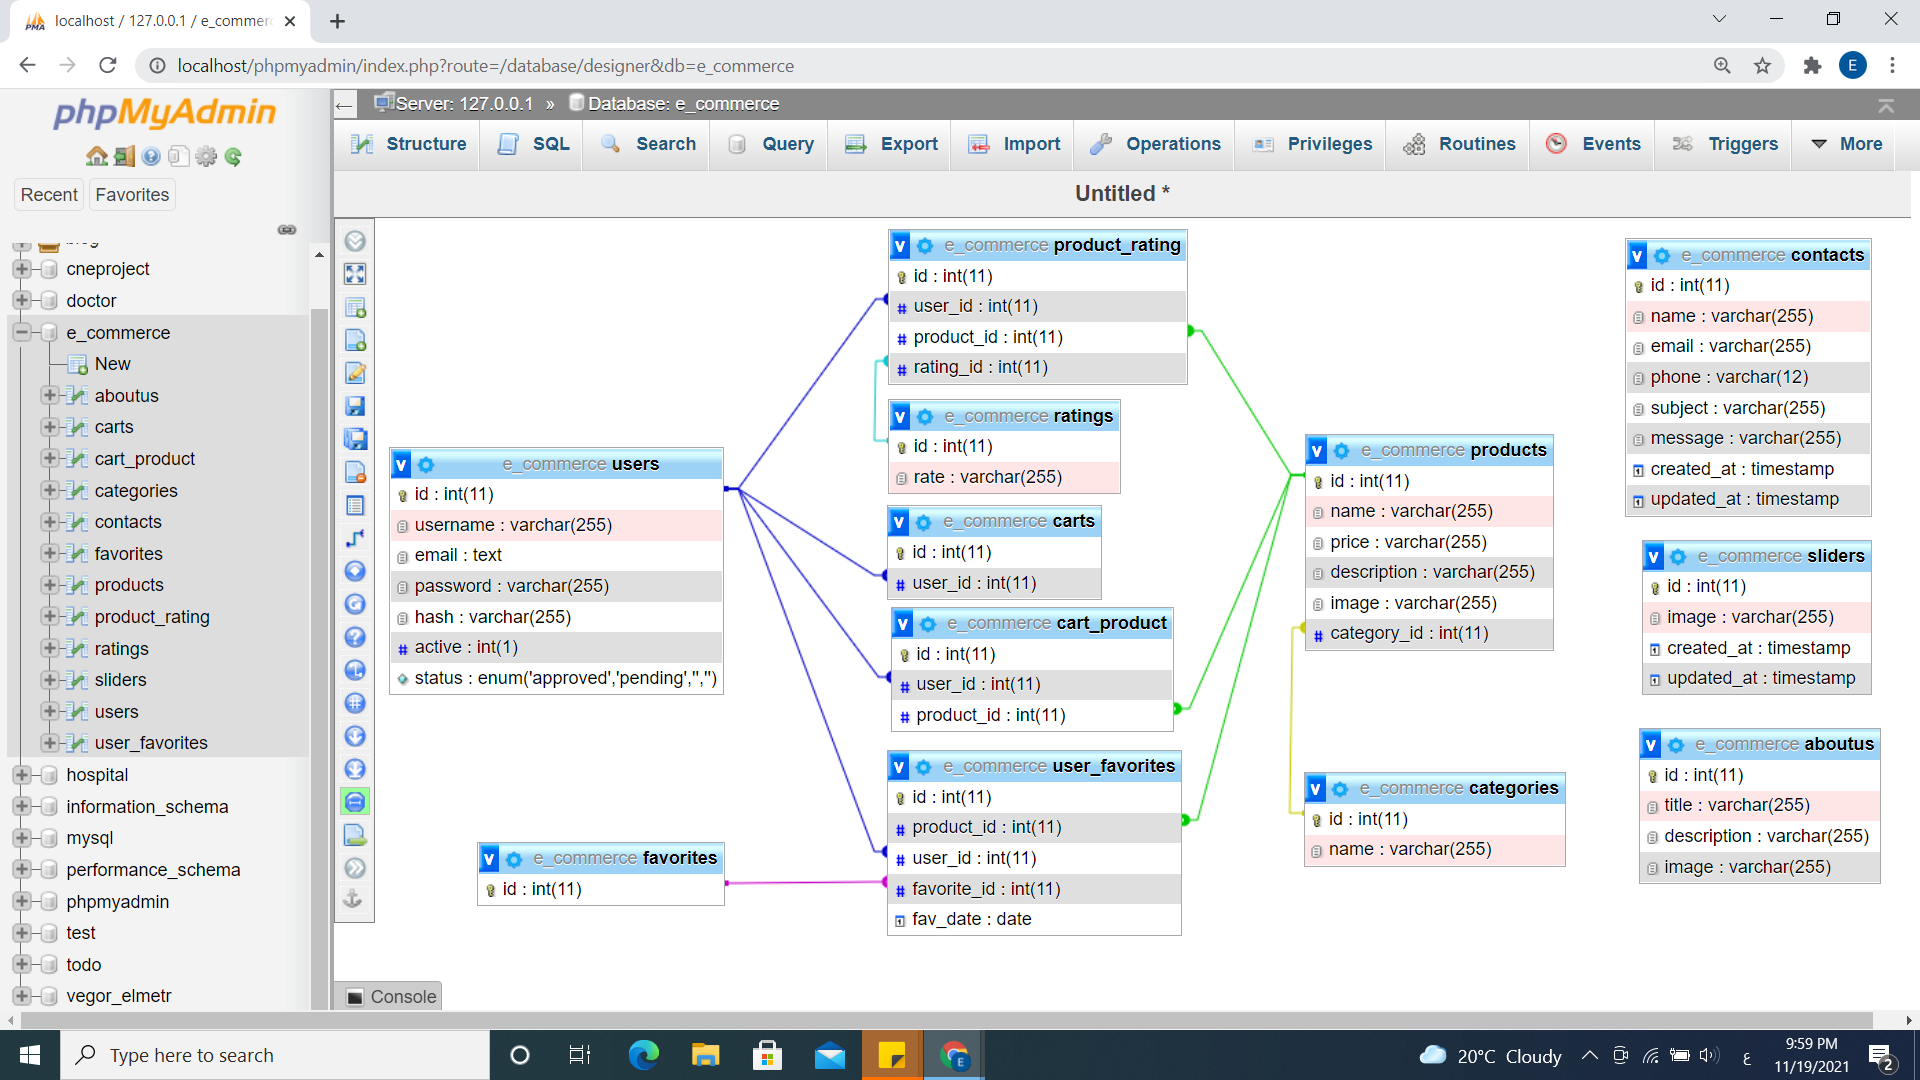 localhost / 127.0.0.1 / e_commer
localhost/phpmyadmin/index.php?route=/database/designer&db=e_commerce
E
phpMyAdmin
Recent
Favorites
cneproject
doctor
e_commerce
New
aboutus
carts
cart_product
categories
contacts
favorites
products
product_rating
ratings
sliders
users
user_favorites
hospital
information_schema
mysql
performance_schema
phpmyadmin
test
todo
vegor_elmetr
Server: 127.0.0.1 » Database: e_commerce
Structure
SQL
Search
Query
Export
Import
Operations
Privileges
Routines
Events
Triggers
More
Untitled *
e_commerce users
id : int(11)
username : varchar(255)
email : text
password : varchar(255)
hash : varchar(255)
active : int(1)
status : enum('approved','pending','','')
e_commerce favorites
id : int(11)
e_commerce product_rating
id : int(11)
user_id : int(11)
product_id : int(11)
rating_id : int(11)
e_commerce ratings
id : int(11)
rate : varchar(255)
e_commerce carts
id : int(11)
user_id : int(11)
e_commerce cart_product
id : int(11)
user_id : int(11)
product_id : int(11)
e_commerce user_favorites
id : int(11)
product_id : int(11)
user_id : int(11)
favorite_id : int(11)
fav_date : date
e_commerce products
id : int(11)
name : varchar(255)
price : varchar(255)
description : varchar(255)
image : varchar(255)
category_id : int(11)
e_commerce categories
id : int(11)
name : varchar(255)
e_commerce contacts
id : int(11)
name : varchar(255)
email : varchar(255)
phone : varchar(12)
subject : varchar(255)
message : varchar(255)
created_at : timestamp
updated_at : timestamp
e_commerce sliders
id : int(11)
image : varchar(255)
created_at : timestamp
updated_at : timestamp
e_commerce aboutus
id : int(11)
title : varchar(255)
description : varchar(255)
image : varchar(255)
Console
Type here to search
20°C Cloudy
ع
9:59 PM
11/19/2021
2